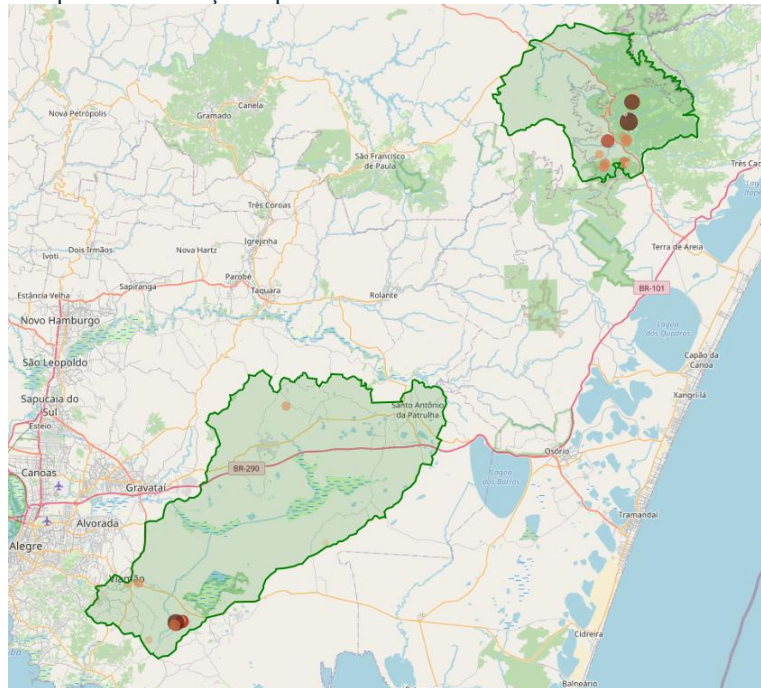 Nova Petrópolis
Canela
Gramado
São Francisco
de Paula
Três Coroas
Três Cac
Lago
Itape
Terra de Areia
Dois Irmãos
Nova Hartz
Igrejinha
Ivoti
Parobé
Sapiranga
Taquara
Rolante
Estância Velha
BR-101
Novo Hamburgo
Lagoa
dos Quadros
Capão da
Canoa
São Leopoldo
Xangri-lá
Sapucaia do
Sul
Santo Antônio
da Patrulha
Esteio
Osório
BR-290
Canoas
Lagoa
dos Barros
Gravataí
Tramandaí
Alvorada
Alegre
Viamão
Cidreira
Balneário